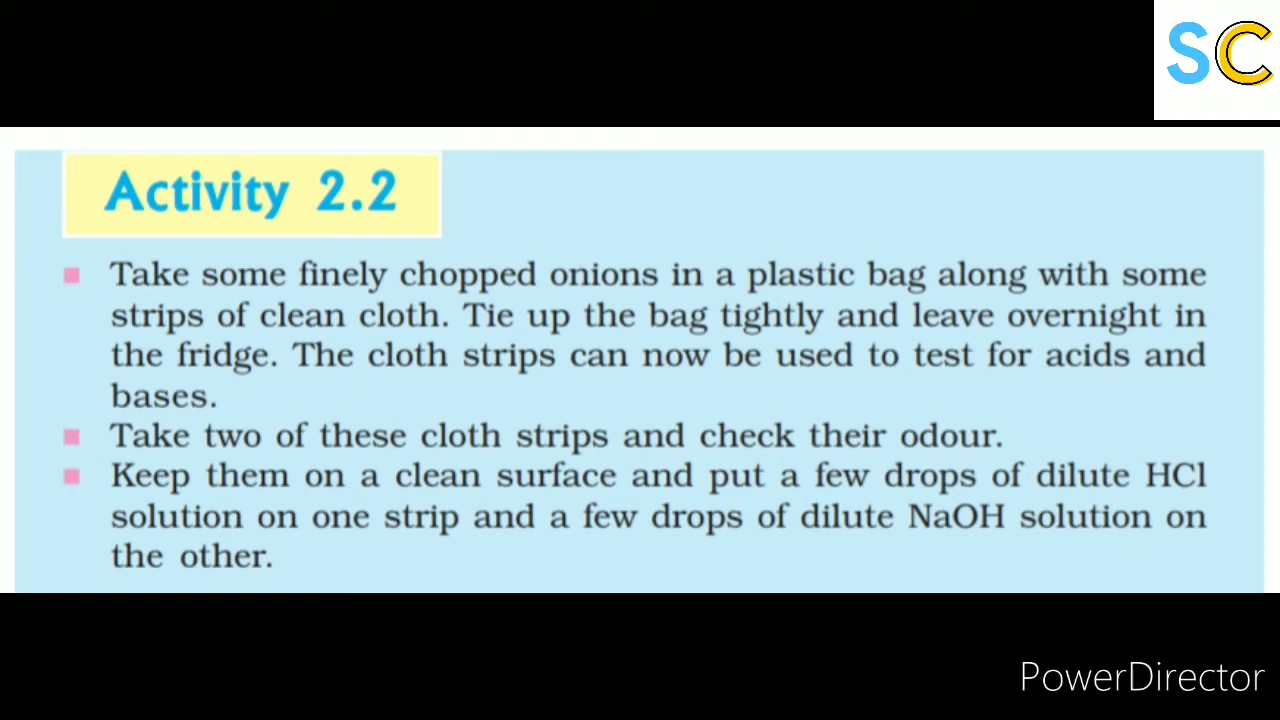 SC
Activity 2.2
Take some finely chopped onions in a plastic bag along with some
strips of clean cloth. Tie up the bag tightly and leave overnight in
the fridge. The cloth strips can now be used to test for acids and
bases.
Take two of these cloth strips and check their odour.
Keep them on a clean surface and put a few drops of dilute HCl
solution on one strip and a few drops of dilute NaOH solution on
the other.
PowerDirector